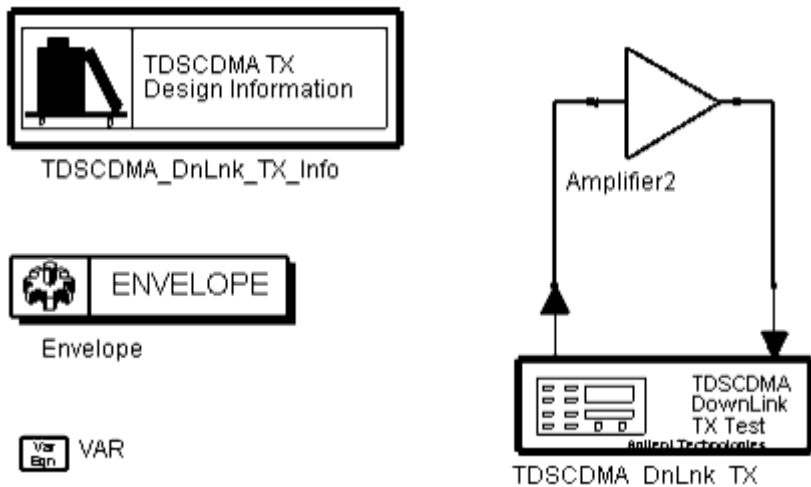 TDSCDMA TX
Design Information
TDSCDMA_DnLnk_TX_Info
Amplifier2
ENVELOPE
Envelope
Var
Eqn
VAR
TDSCDMA
DownLink
TX Test
Agilent Technologies
TDSCDMA_DnLnk_TX